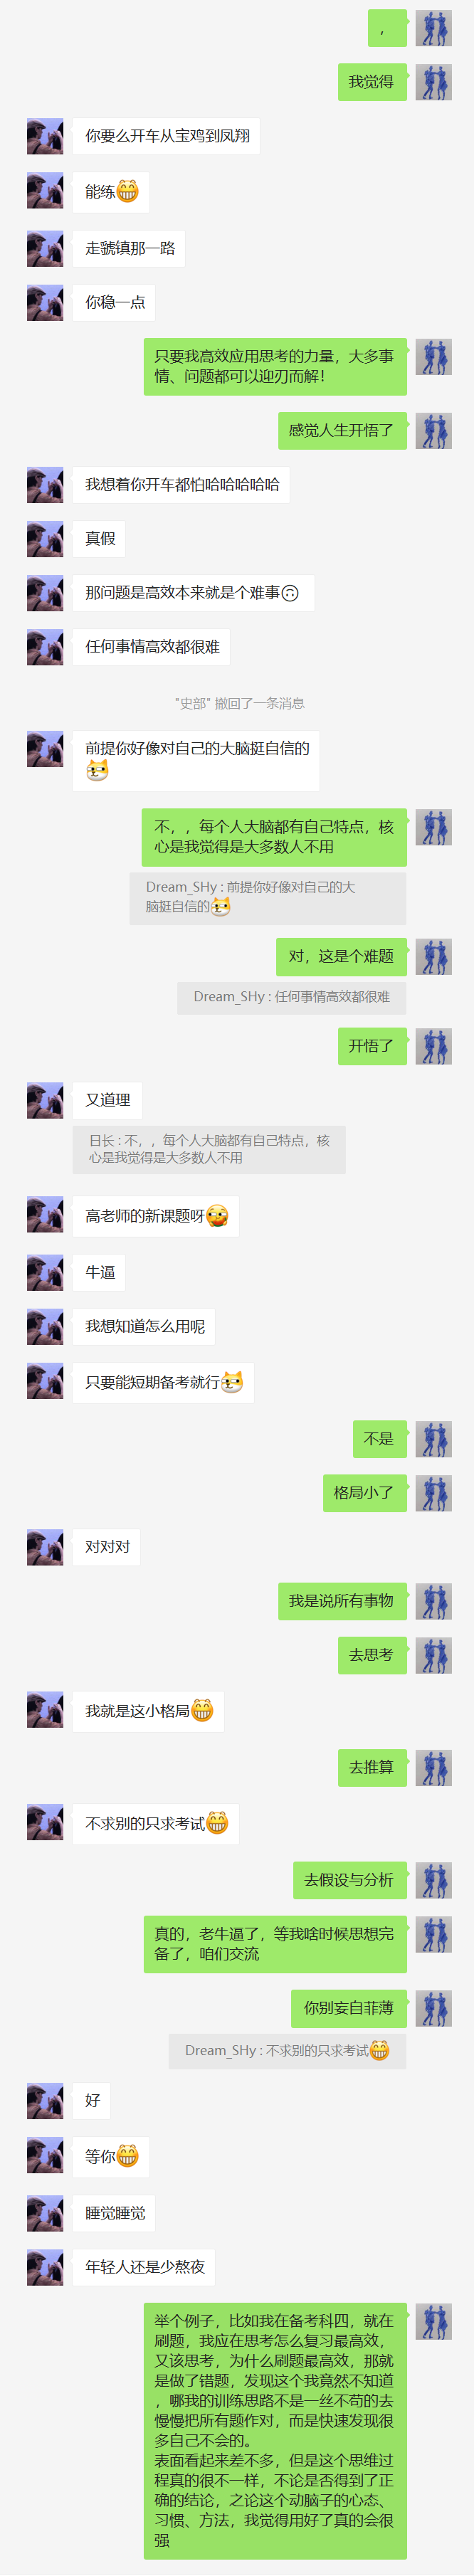 ，
我觉得
你要么开车从宝鸡到凤翔
能练😁
走虢镇那一路
你稳一点
只要我高效应用思考的力量，大多事
情、问题都可以迎刃而解！
感觉人生开悟了
我想着你开车都怕哈哈哈哈哈
真假
那问题是高效本来就是个难事🙃
任何事情高效都很难
"史部" 撤回了一条消息
前提你好像对自己的大脑挺自信的
不，，每个人大脑都有自己特点，核
心是我觉得是大多数人不用
Dream_SHy : 前提你好像对自己的大
脑挺自信的
对，这是个难题
Dream_SHy : 任何事情高效都很难
开悟了
又道理
日长 : 不，，每个人大脑都有自己特点，核
心是我觉得是大多数人不用
高老师的新课题呀
牛逼
我想知道怎么用呢
只要能短期备考就行
不是
格局小了
对对对
我是说所有事物
去思考
我就是这小格局😁
去推算
不求别的只求考试😁
去假设与分析
真的，老牛逼了，等我啥时候思想完
备了，咱们交流
你别妄自菲薄
Dream_SHy : 不求别的只求考试😁
好
等你😁
睡觉睡觉
年轻人还是少熬夜
举个例子，比如我在备考科四，就在
刷题，我应在思考怎么复习最高效，
又该思考，为什么刷题最高效，那就
是做了错题，发现这个我竟然不知道
，哪我的训练思路不是一丝不苟的去
慢慢把所有题作对，而是快速发现很
多自己不会的。
表面看起来差不多，但是这个思维过
程真的很不一样，不论是否得到了正
确的结论，之论这个动脑子的心态、
习惯、方法，我觉得用好了真的会很
强